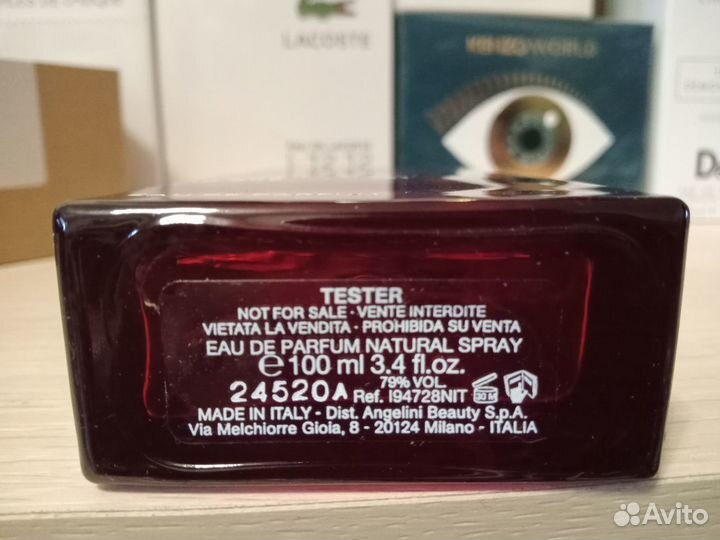 LACOSTE
KENZOWORLD
TESTER
NOT FOR SALE · VENTE INTERDITE
VIETATA LA VENDITA · PROHIBIDA SU VENTA
EAU DE PARFUM NATURAL SPRAY
e 100 ml 3.4 fl.oz.
79% VOL.
24520A Ref. I94728NIT 30 M
MADE IN ITALY - Dist. Angelini Beauty S.p.A.
Via Melchiorre Gioia, 8 - 20124 Milano - ITALIA
Avito